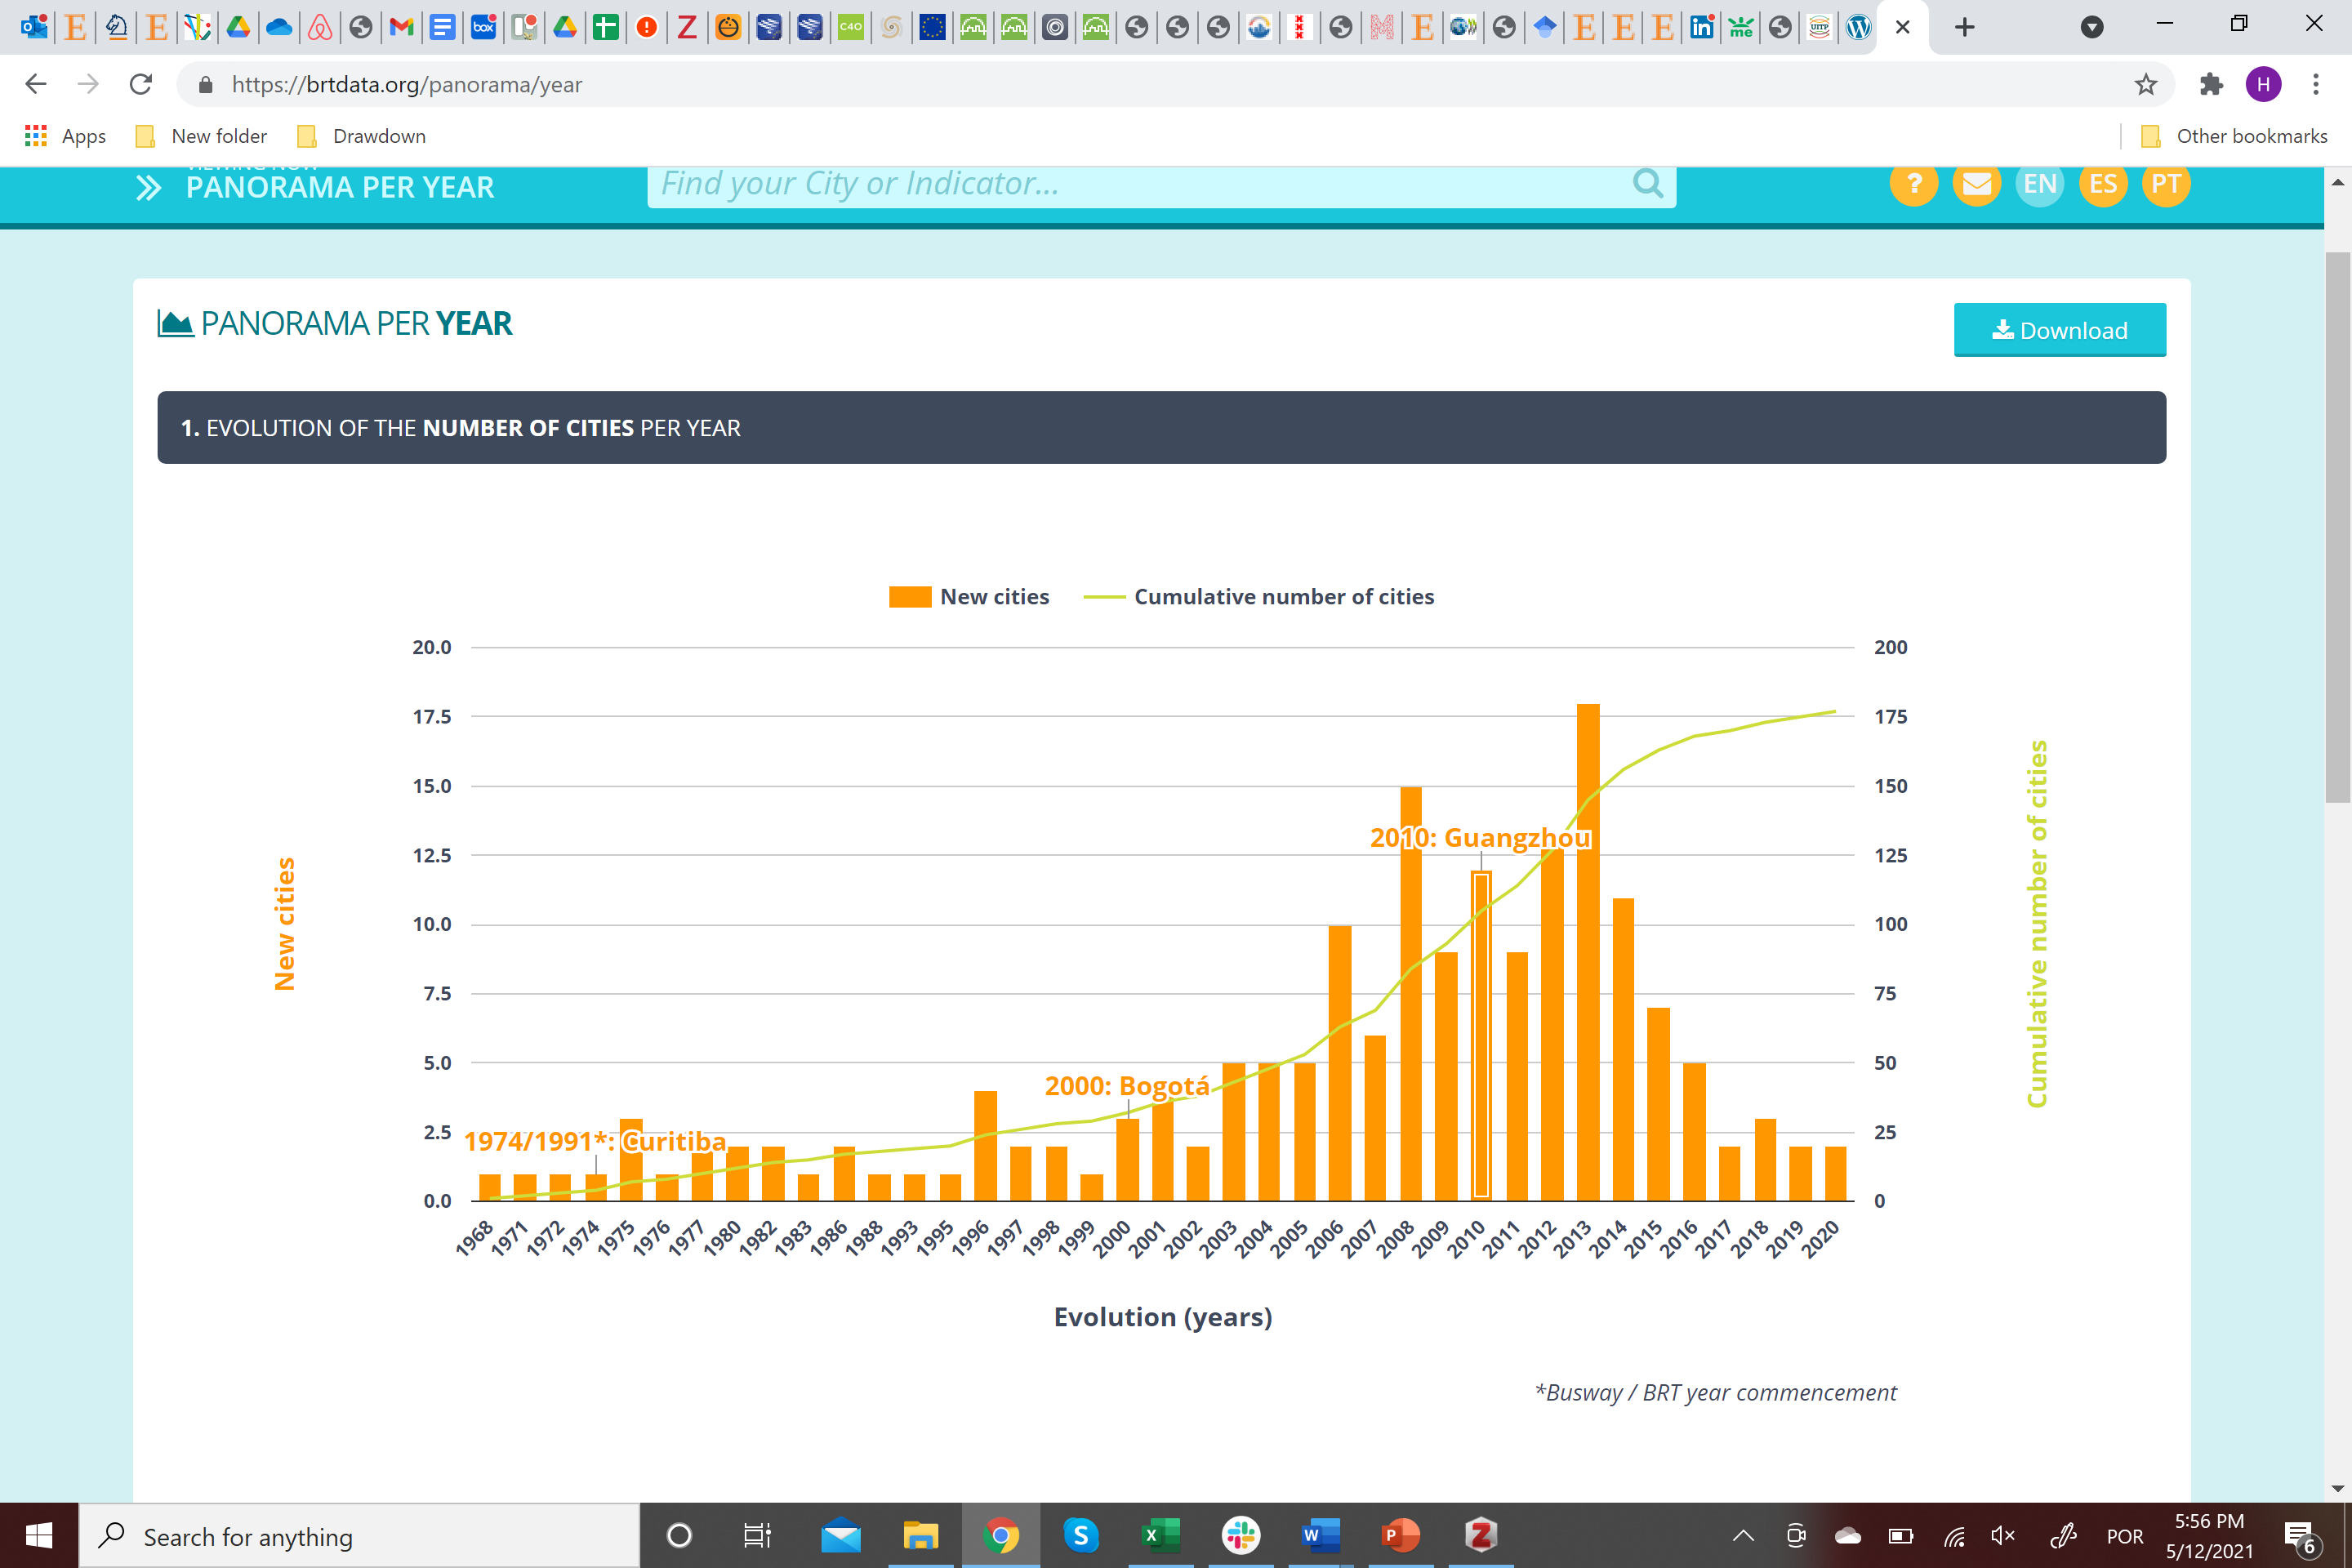 https://brtdata.org/panorama/year
H
Apps
New folder
Drawdown
Other bookmarks
PANORAMA PER YEAR
Find your City or Indicator...
? EN ES PT
PANORAMA PER YEAR
Download
1. EVOLUTION OF THE NUMBER OF CITIES PER YEAR
New cities
Cumulative number of cities
20.0
17.5
15.0
12.5
10.0
7.5
5.0
2.5
0.0
New cities
200
175
150
125
100
75
50
25
0
Cumulative number of cities
1974/1991*: Curitiba
2000: Bogotá
2010: Guangzhou
1968 1971 1972 1974 1975 1976 1977 1980 1982 1983 1986 1988 1993 1995 1996 1997 1998 1999 2000 2001 2002 2003 2004 2005 2006 2007 2008 2009 2010 2011 2012 2013 2014 2015 2016 2017 2018 2019 2020
Evolution (years)
*Busway / BRT year commencement
Search for anything
POR
5:56 PM
5/12/2021
6